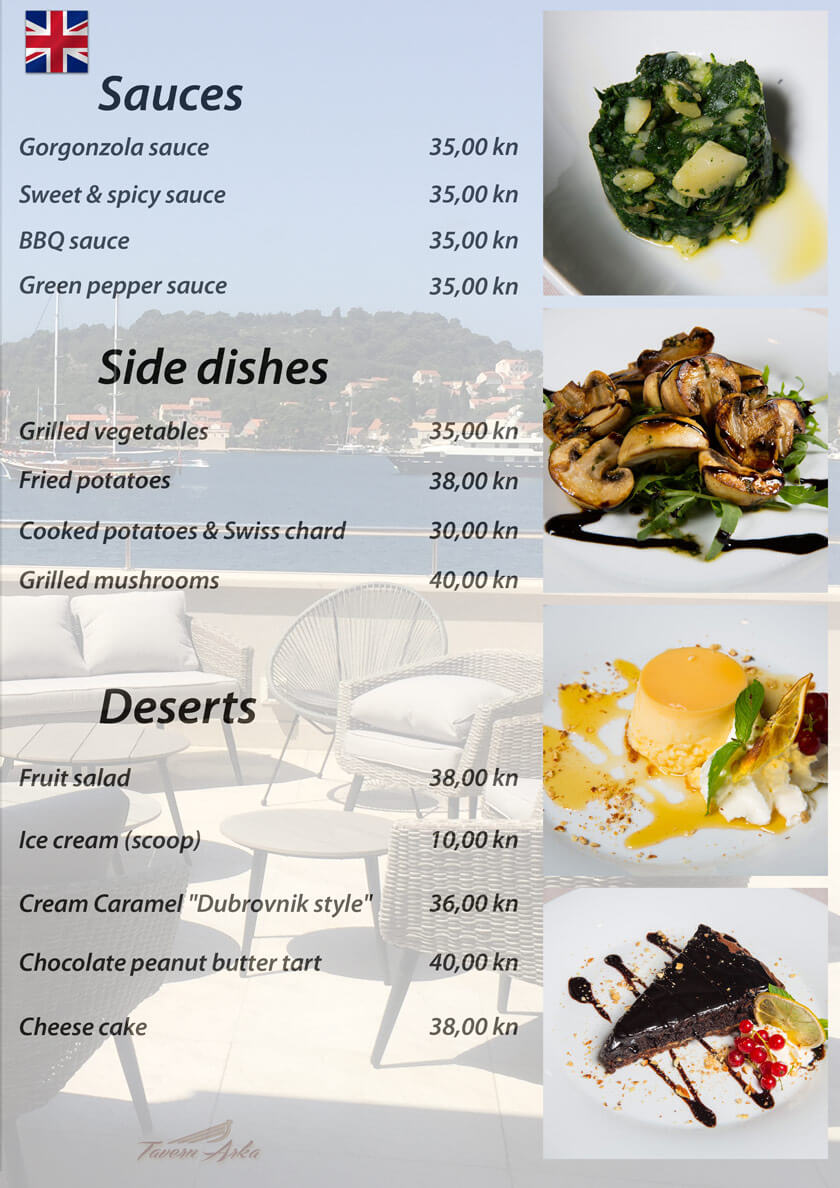 Sauces
Gorgonzola sauce 35,00 kn
Sweet & spicy sauce 35,00 kn
BBQ sauce 35,00 kn
Green pepper sauce 35,00 kn
Side dishes
Grilled vegetables 35,00 kn
Fried potatoes 38,00 kn
Cooked potatoes & Swiss chard 30,00 kn
Grilled mushrooms 40,00 kn
Deserts
Fruit salad 38,00 kn
Ice cream (scoop) 10,00 kn
Cream Caramel "Dubrovnik style" 36,00 kn
Chocolate peanut butter tart 40,00 kn
Cheese cake 38,00 kn
Tavern Arka